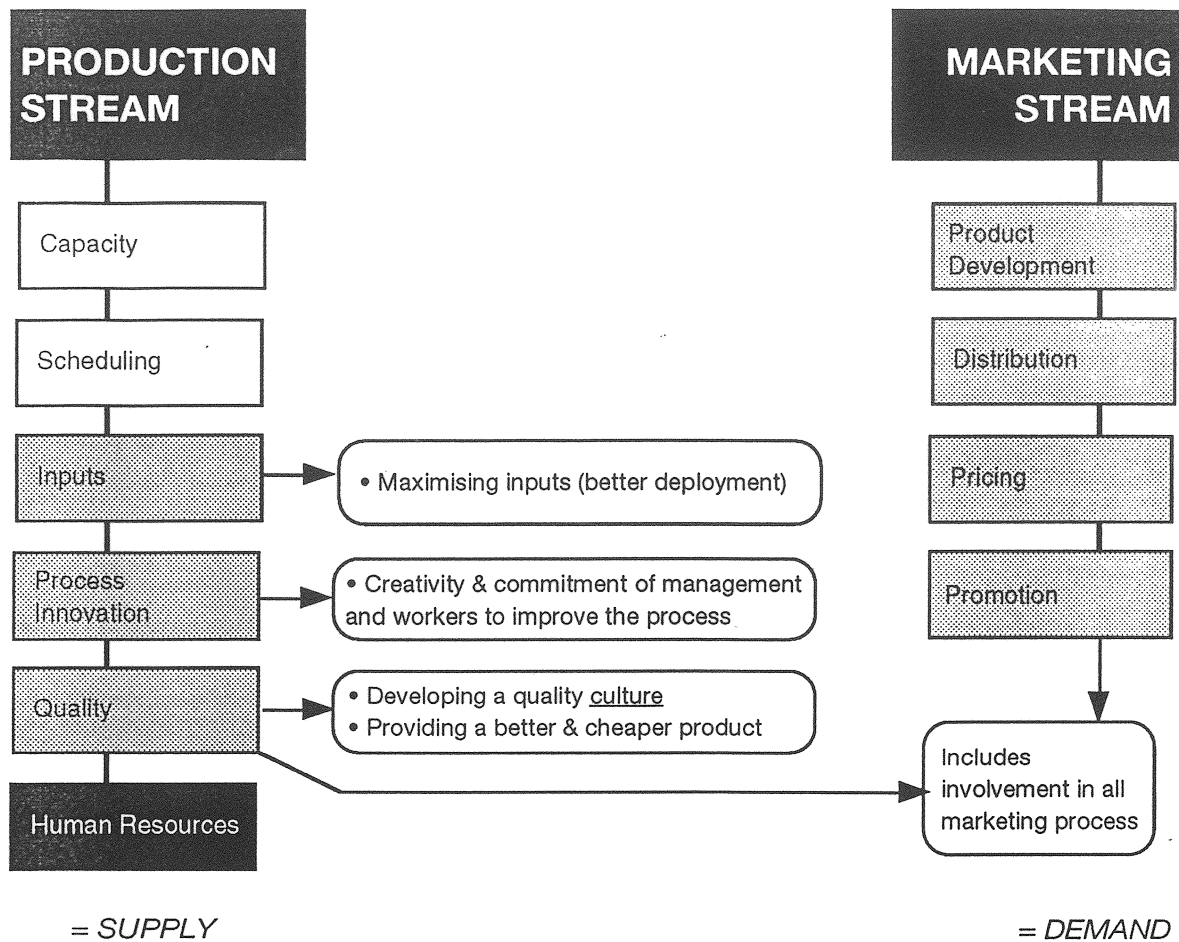 PRODUCTION
STREAM
Capacity
Scheduling
Inputs
• Maximising inputs (better deployment)
Process
Innovation
• Creativity & commitment of management
and workers to improve the process
Quality
• Developing a quality culture
• Providing a better & cheaper product
Human Resources
= SUPPLY
MARKETING
STREAM
Product
Development
Distribution
Pricing
Promotion
Includes
involvement in all
marketing process
= DEMAND